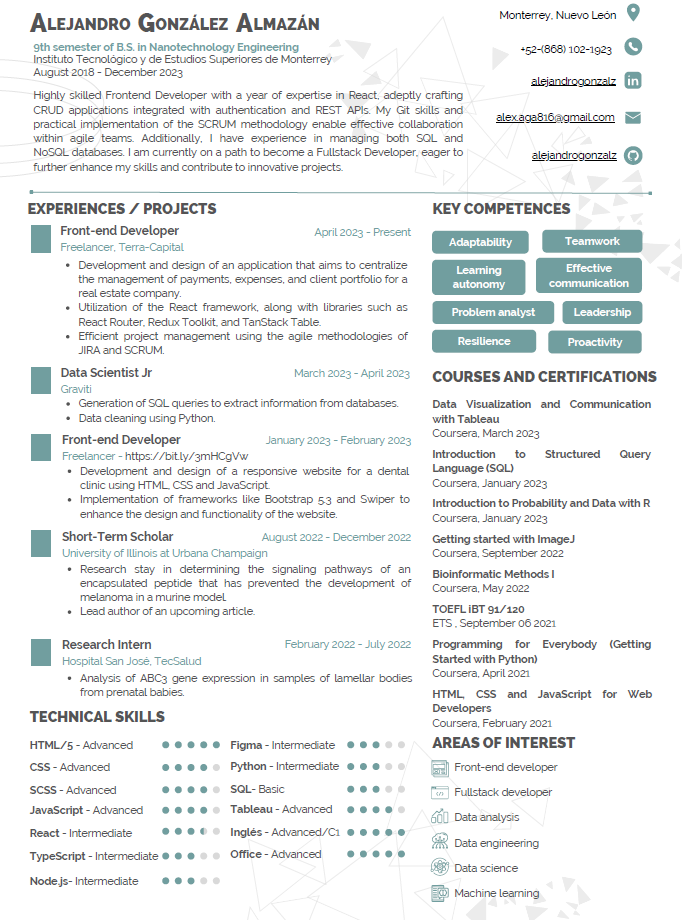 Alejandro González Almazán
9th semester of B.S. in Nanotechnology Engineering
Instituto Tecnológico y de Estudios Superiores de Monterrey
August 2018 - December 2023
Highly skilled Frontend Developer with a year of expertise in React, adeptly crafting
CRUD applications integrated with authentication and REST APIs. My Git skills and
practical implementation of the SCRUM methodology enable effective collaboration
within agile teams. Additionally, I have experience in managing both SQL and
NoSQL databases. I am currently on a path to become a Fullstack Developer, eager to
further enhance my skills and contribute to innovative projects.
Monterrey, Nuevo León
+52-(868) 102-1923
alejandrogonzalz
alex.aga816@gmail.com
alejandrogonzalz
EXPERIENCES / PROJECTS
Front-end Developer
April 2023 - Present
Freelancer, Terra-Capital
• Development and design of an application that aims to centralize
the management of payments, expenses, and client portfolio for a
real estate company.
• Utilization of the React framework, along with libraries such as
React Router, Redux Toolkit, and TanStack Table.
• Efficient project management using the agile methodologies of
JIRA and SCRUM.
Data Scientist Jr
March 2023 - April 2023
Graviti
• Generation of SQL queries to extract information from databases.
• Data cleaning using Python.
Front-end Developer
January 2023 - February 2023
Freelancer - https://bit.ly/3mHCgVw
• Development and design of a responsive website for a dental
clinic using HTML, CSS and JavaScript.
• Implementation of frameworks like Bootstrap 5.3 and Swiper to
enhance the design and functionality of the website.
Short-Term Scholar
August 2022 - December 2022
University of Illinois at Urbana Champaign
• Research stay in determining the signaling pathways of an
encapsulated peptide that has prevented the development of
melanoma in a murine model.
• Lead author of an upcoming article.
Research Intern
February 2022 - July 2022
Hospital San José, TecSalud
• Analysis of ABC3 gene expression in samples of lamellar bodies
from prenatal babies.
TECHNICAL SKILLS
HTML/5 - Advanced
CSS - Advanced
SCSS - Advanced
JavaScript - Advanced
React - Intermediate
TypeScript - Intermediate
Node.js- Intermediate
Figma - Intermediate
Python - Intermediate
SQL- Basic
Tableau - Advanced
Inglés - Advanced/C1
Office - Advanced
KEY COMPETENCES
Adaptability
Teamwork
Learning
autonomy
Effective
communication
Problem analyst
Leadership
Resilience
Proactivity
COURSES AND CERTIFICATIONS
Data Visualization and Communication
with Tableau
Coursera, March 2023
Introduction to Structured Query
Language (SQL)
Coursera, January 2023
Introduction to Probability and Data with R
Coursera, January 2023
Getting started with ImageJ
Coursera, September 2022
Bioinformatic Methods I
Coursera, May 2022
TOEFL iBT 91/120
ETS , September 06 2021
Programming for Everybody (Getting
Started with Python)
Coursera, April 2021
HTML, CSS and JavaScript for Web
Developers
Coursera, February 2021
AREAS OF INTEREST
Front-end developer
Fullstack developer
Data analysis
Data engineering
Data science
Machine learning